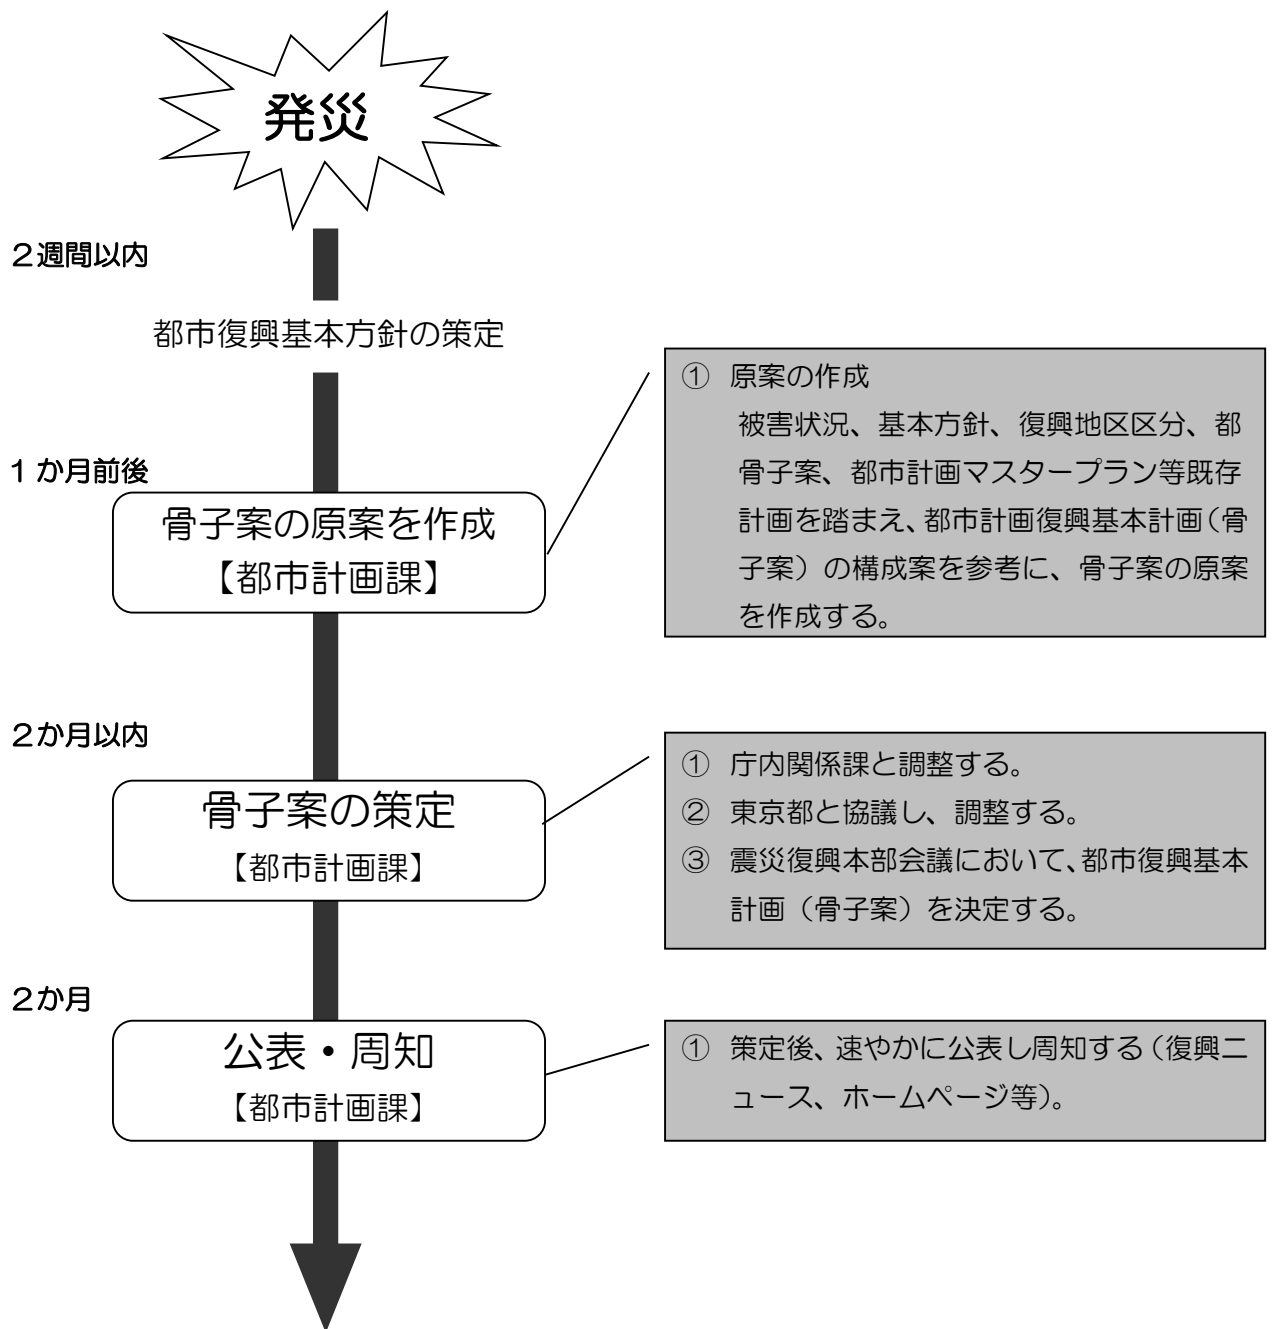 発災
２週間以内
都市復興基本方針の策定
１か月前後
骨子案の原案を作成
【都市計画課】
① 原案の作成
被害状況、基本方針、復興地区区分、都
骨子案、都市計画マスタープラン等既存
計画を踏まえ、都市計画復興基本計画（骨
子案）の構成案を参考に、骨子案の原案
を作成する。
２か月以内
骨子案の策定
【都市計画課】
① 庁内関係課と調整する。
② 東京都と協議し、調整する。
③ 震災復興本部会議において、都市復興基本
計画（骨子案）を決定する。
２か月
公表・周知
【都市計画課】
① 策定後、速やかに公表し周知する（復興ニ
ュース、ホームページ等）。